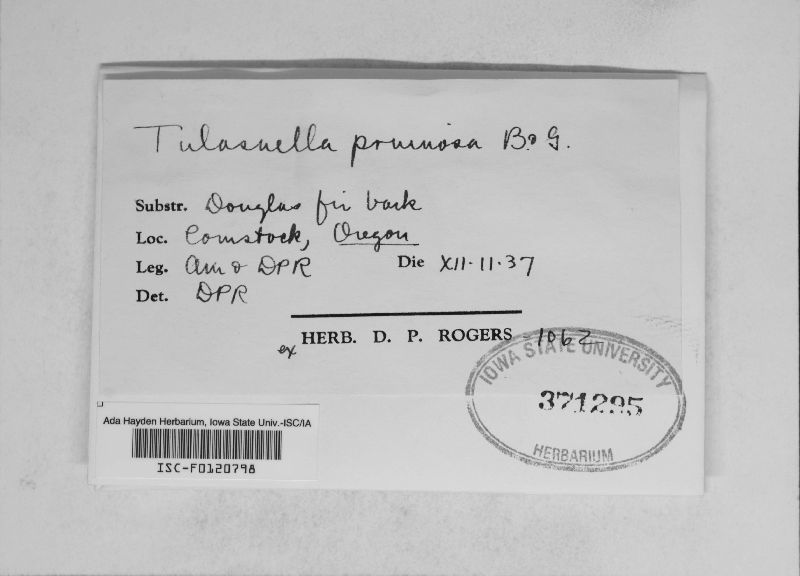 Tulasnella pruinosa B & G.
Substr. Douglas fir bark
Loc. Comstock, Oregon
Leg. AM & DPR Die XII·11·37
Det. DPR
ex HERB. D. P. ROGERS -1062
IOWA STATE UNIVERSITY
371295
HERBARIUM
Ada Hayden Herbarium, Iowa State Univ.-ISC/IA
ISC-F0120798